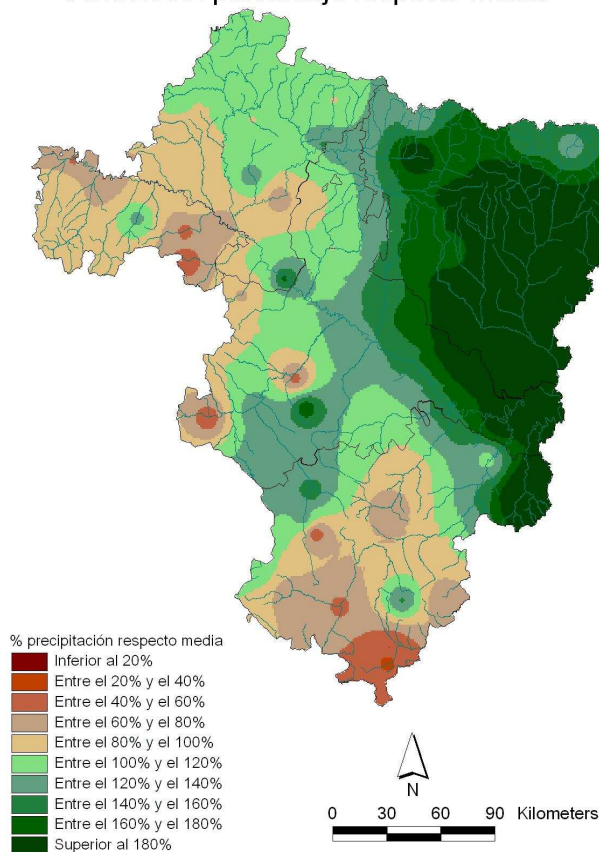 % precipitación respecto media
Inferior al 20%
Entre el 20% y el 40%
Entre el 40% y el 60%
Entre el 60% y el 80%
Entre el 80% y el 100%
Entre el 100% y el 120%
Entre el 120% y el 140%
Entre el 140% y el 160%
Entre el 160% y el 180%
Superior al 180%
N
0 30 60 90 Kilometers